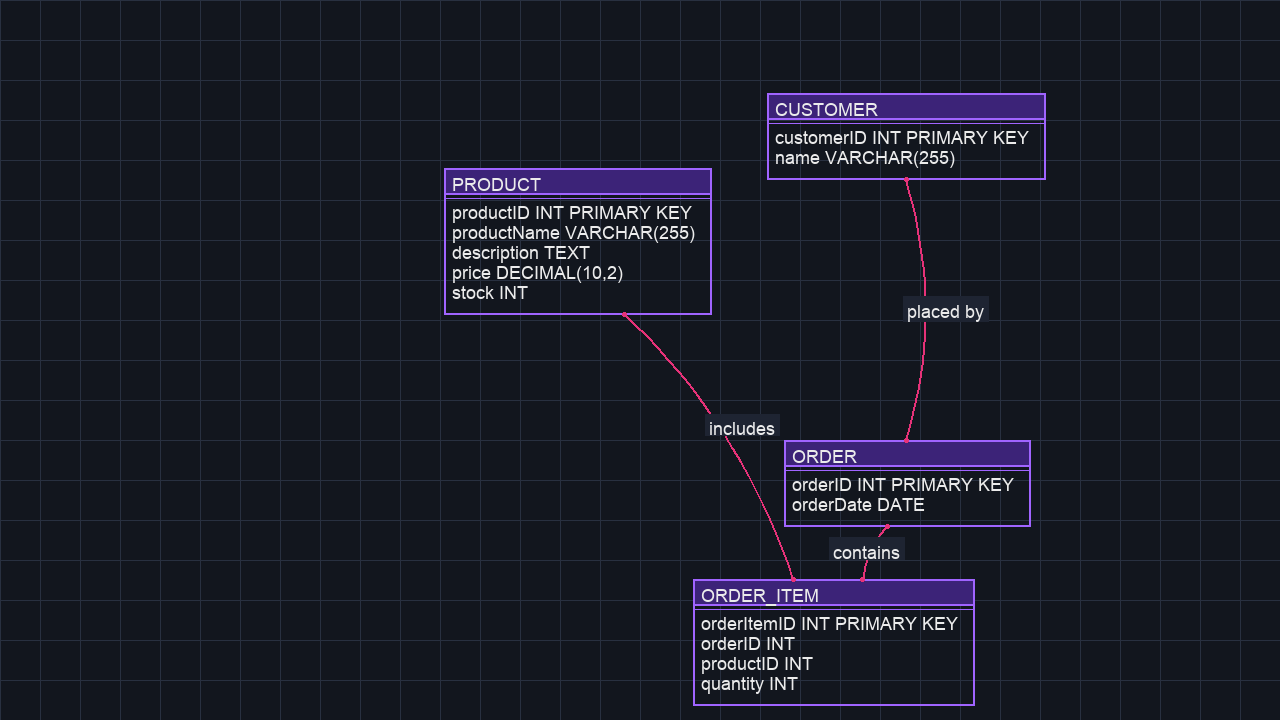 CUSTOMER
customerID INT PRIMARY KEY
name VARCHAR(255)
PRODUCT
productID INT PRIMARY KEY
productName VARCHAR(255)
description TEXT
price DECIMAL(10,2)
stock INT
placed by
includes
ORDER
orderID INT PRIMARY KEY
orderDate DATE
contains
ORDER_ITEM
orderItemID INT PRIMARY KEY
orderID INT
productID INT
quantity INT